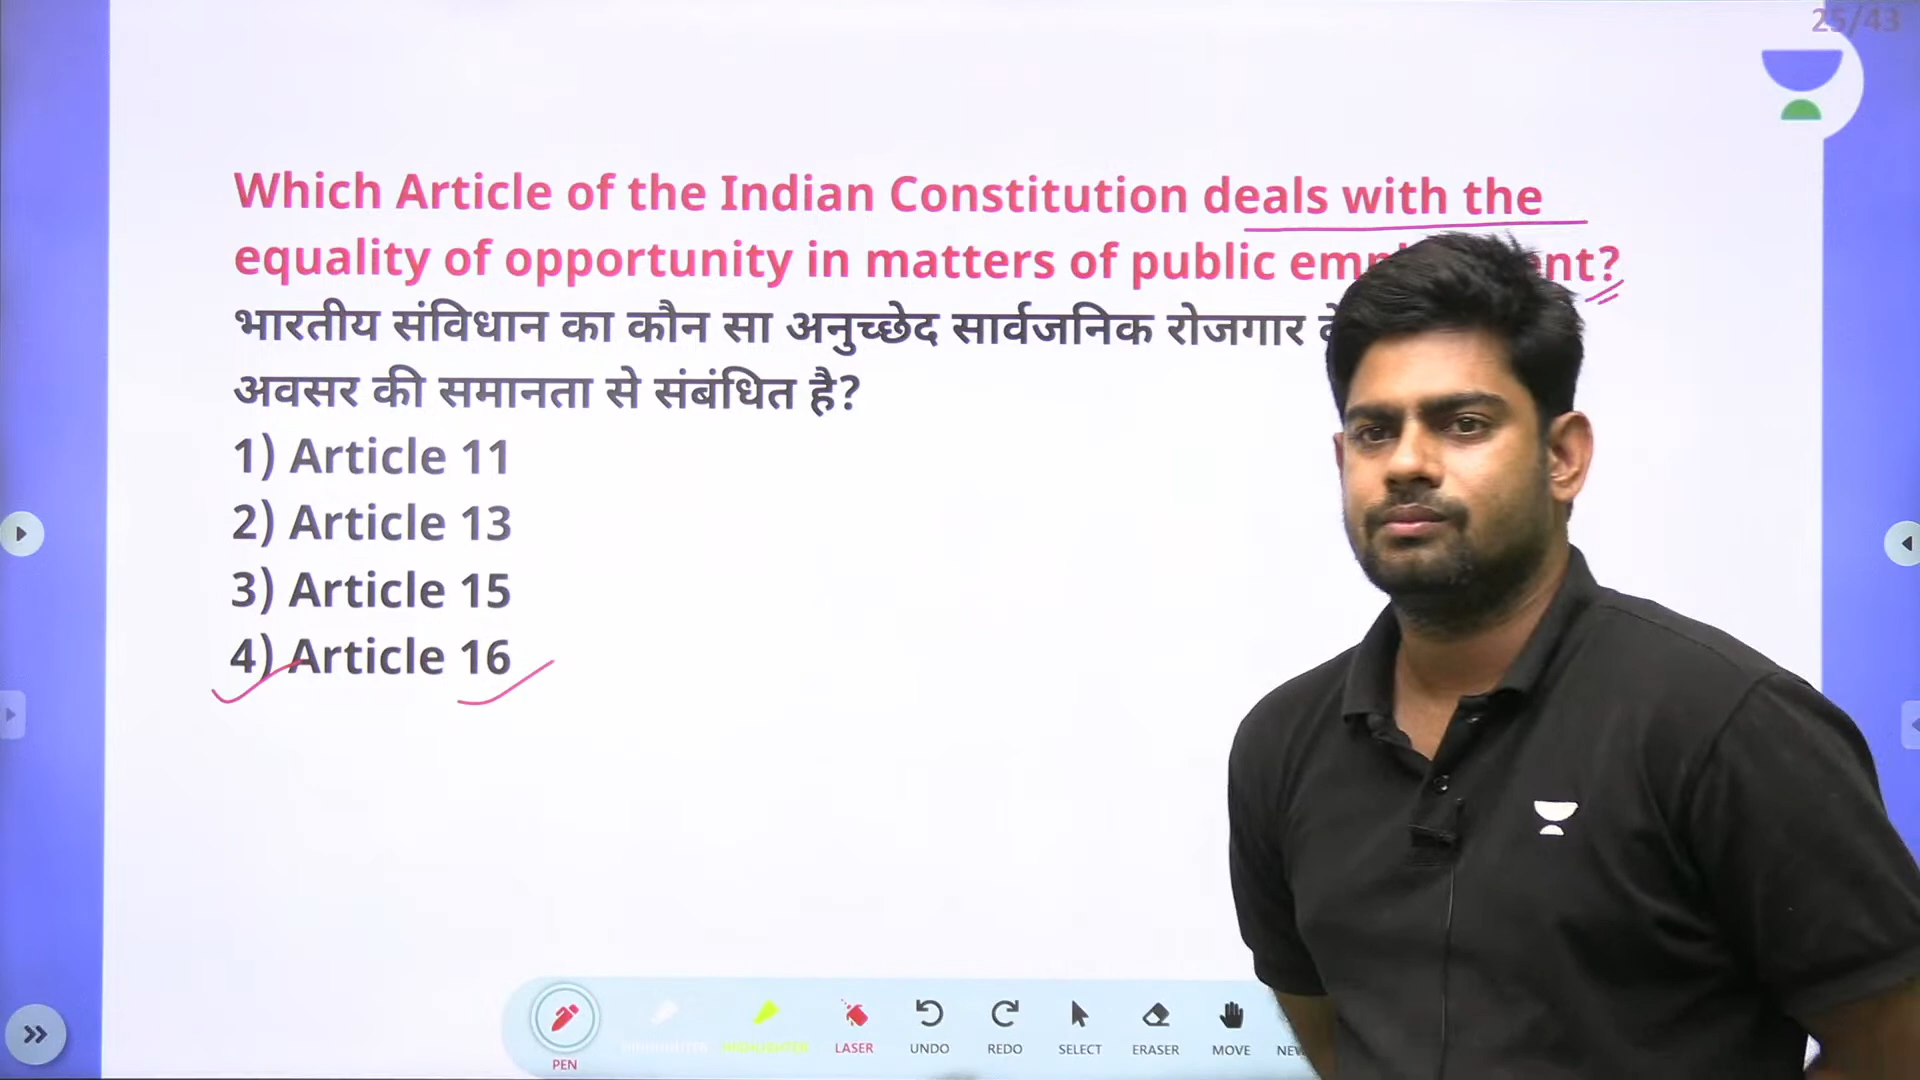 25/43
Which Article of the Indian Constitution deals with the
equality of opportunity in matters of public
भारतीय संविधान का कौन सा अनुच्छेद सार्वजनिक रोजगार
अवसर की समानता से संबंधित है?
1) Article 11
2) Article 13
3) Article 15
4) Article 16
PEN
HIGHLIGHTER
LASER
UNDO
REDO
SELECT
ERASER
MOVE